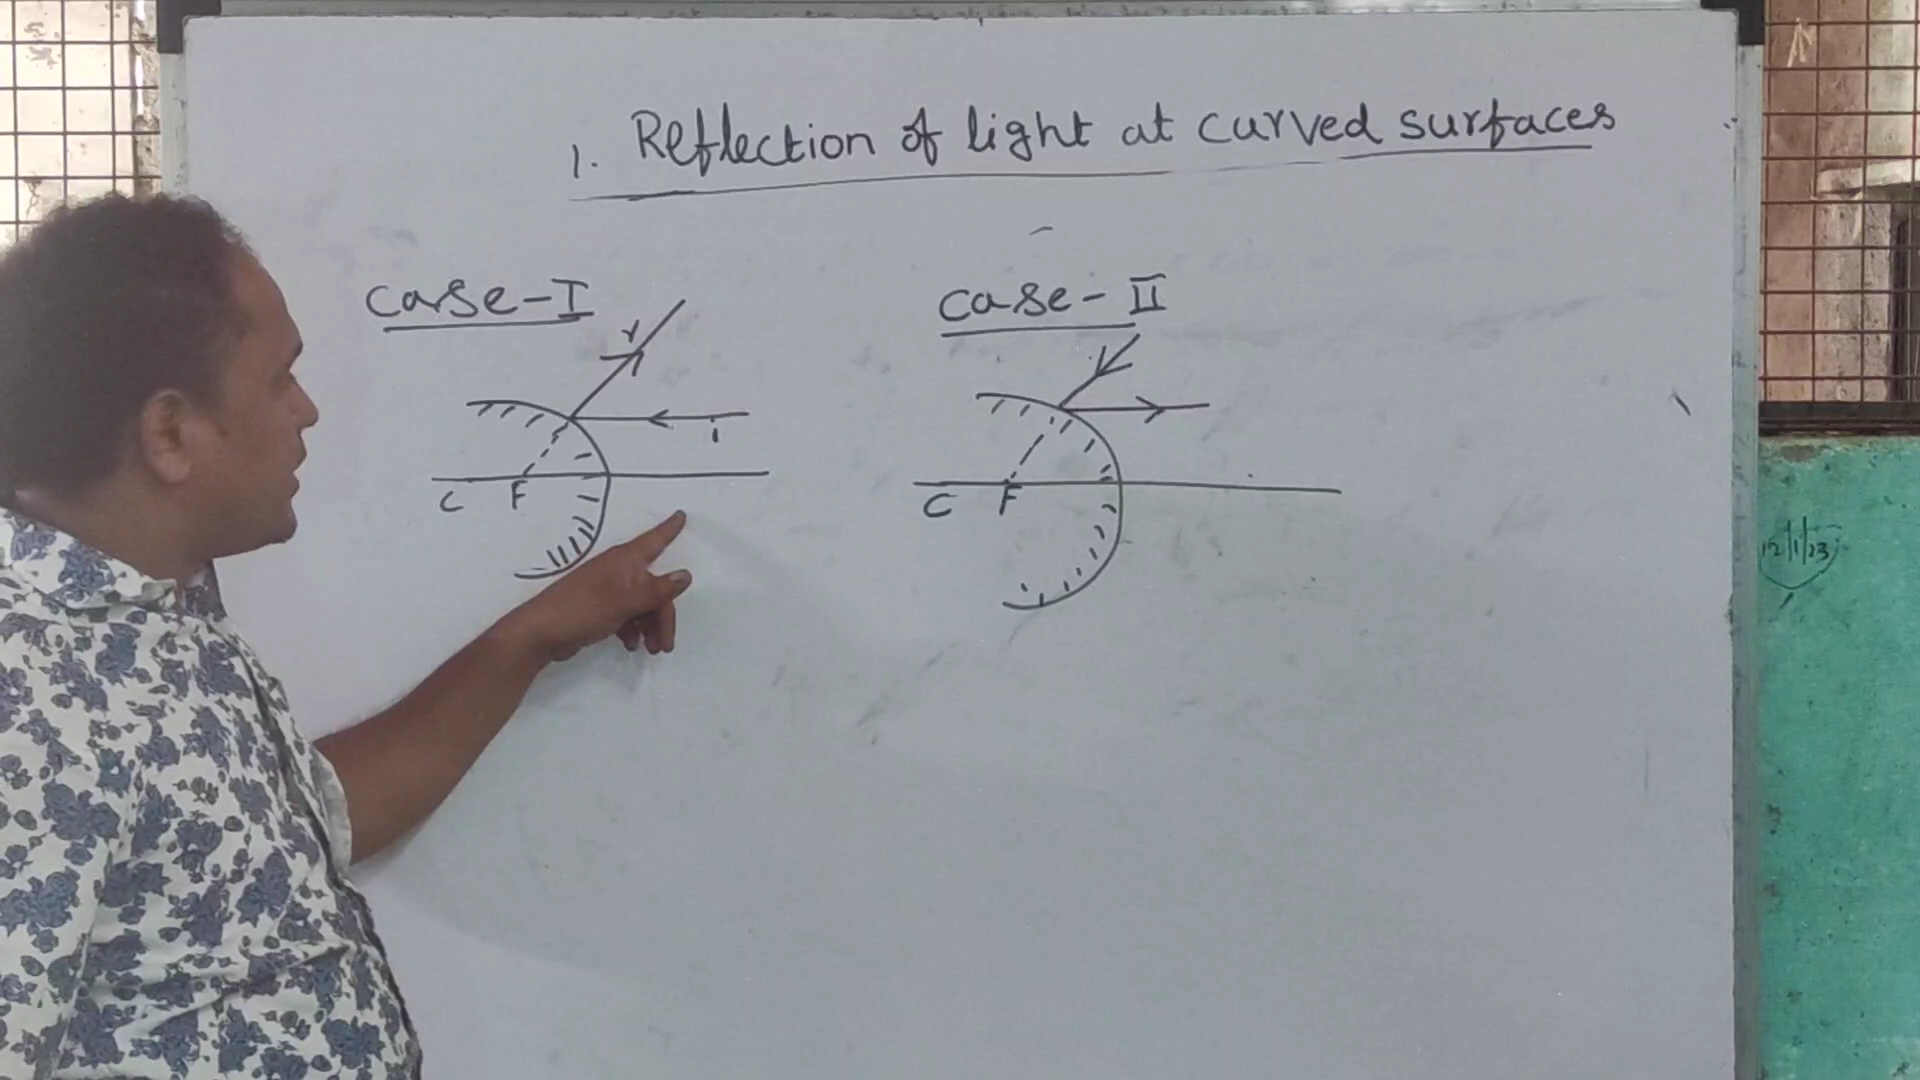 1. Reflection of light at curved surfaces
Case-I
Case-II
r
i
C F
C F
12/1/23